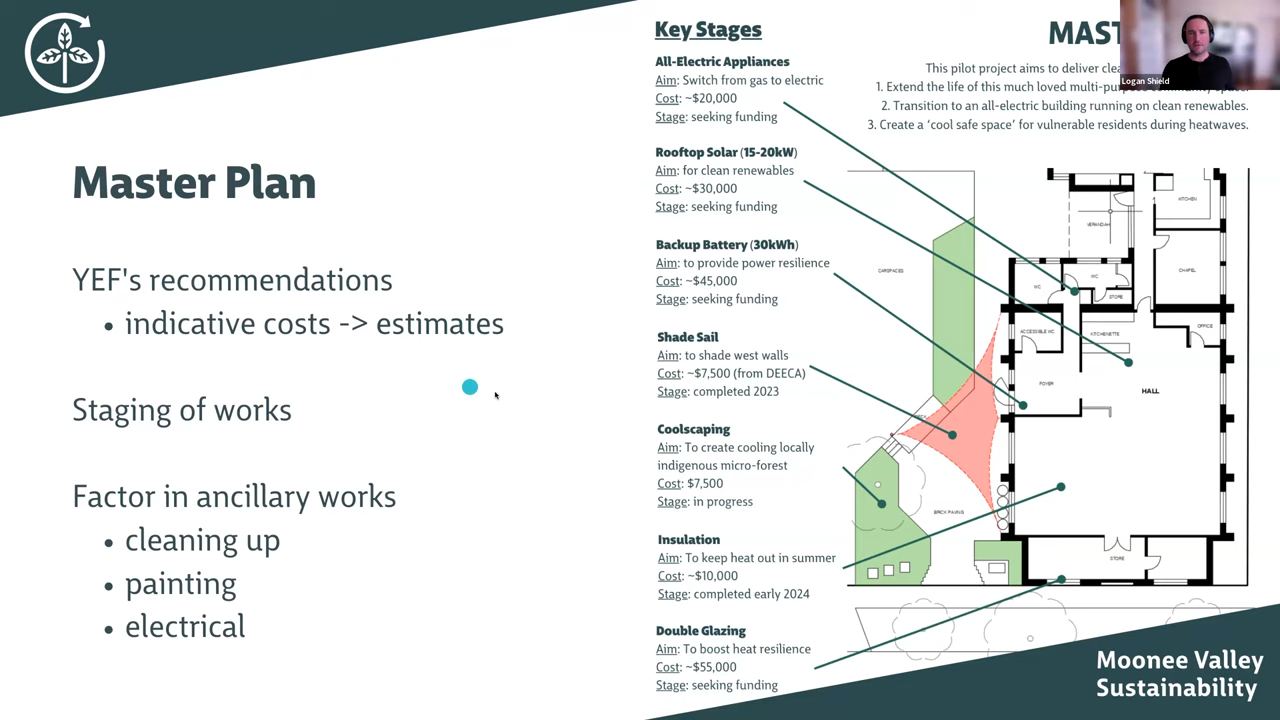 Master Plan
YEF's recommendations
• indicative costs -> estimates
Staging of works
Factor in ancillary works
• cleaning up
• painting
• electrical
Key Stages
All-Electric Appliances
Aim: Switch from gas to electric
Cost: ~$20,000
Stage: seeking funding
Rooftop Solar (15-20kW)
Aim: for clean renewables
Cost: ~$30,000
Stage: seeking funding
Backup Battery (30kWh)
Aim: to provide power resilience
Cost: ~$45,000
Stage: seeking funding
Shade Sail
Aim: to shade west walls
Cost: ~$7,500 (from DEECA)
Stage: completed 2023
Coolscaping
Aim: To create cooling locally
indigenous micro-forest
Cost: $7,500
Stage: in progress
Insulation
Aim: To keep heat out in summer
Cost: ~$10,000
Stage: completed early 2024
Double Glazing
Aim: To boost heat resilience
Cost: ~$55,000
Stage: seeking funding
This pilot project aims to deliver
1. Extend the life of this much loved
2. Transition to an all-electric building running on clean renewables.
3. Create a ‘cool safe space’ for vulnerable residents during heatwaves.
Logan Shield
KITCHEN
VERANDAH
CARSPACES
CHAPEL
WC
WC
STORE
ACCESSIBLE WC
KITCHENETTE
OFFICE
FOYER
HALL
BRICK PAVING
STORE
Moonee Valley
Sustainability